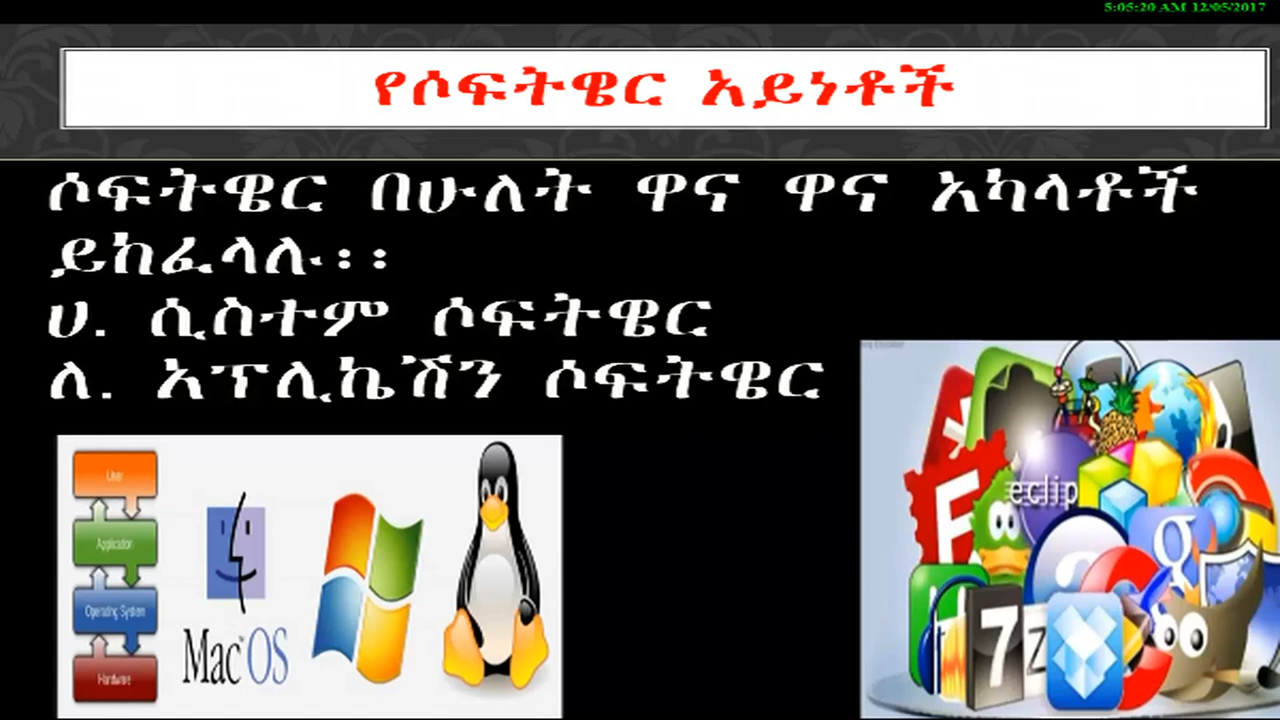 5:05:20 AM 12/05/2017
የሶፍትዌር አይነቶች
ሶፍትዌር በሁለት ዋና ዋና አካላቶች
ይከፈላሉ፡፡
ሀ. ሲስተም ሶፍትዌር
ለ. አፕሊኬሽን ሶፍትዌር
User
Application
Operating System
Hardware
Mac OS
eclip
F
g
7z